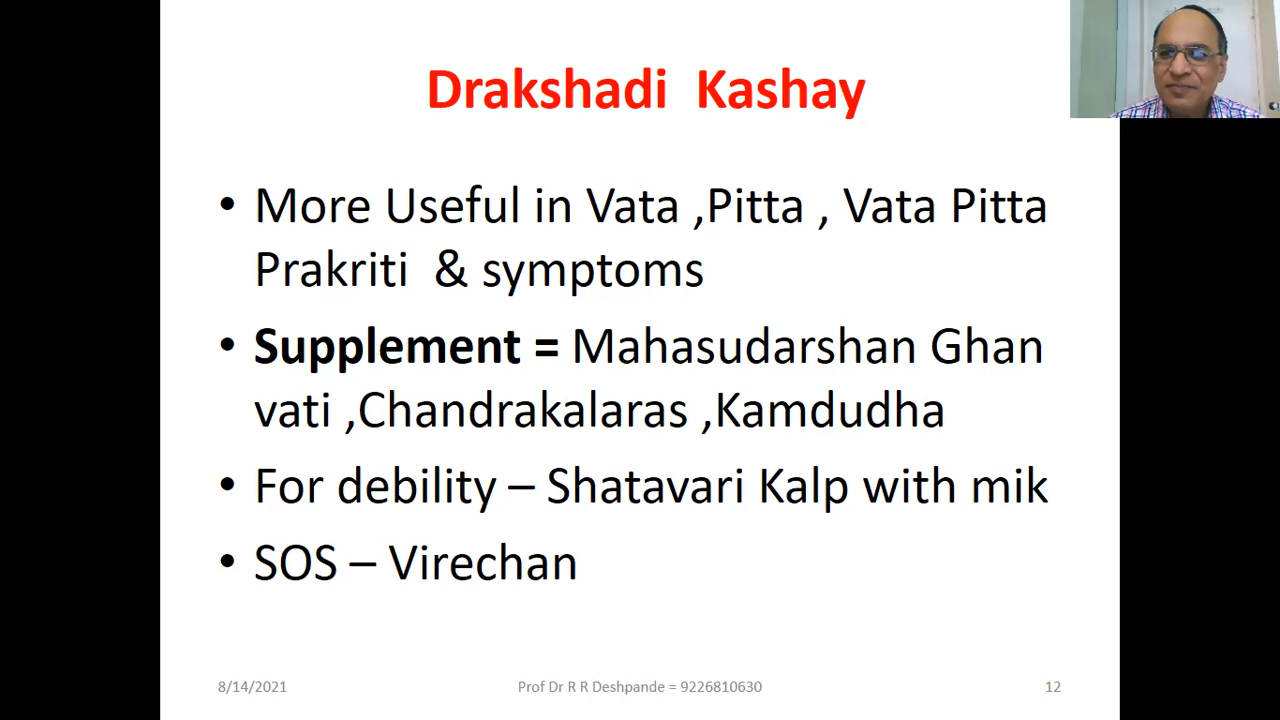 Drakshadi Kashay
• More Useful in Vata ,Pitta , Vata Pitta
Prakriti & symptoms
• Supplement = Mahasudarshan Ghan
vati ,Chandrakalaras ,Kamdudha
• For debility – Shatavari Kalp with mik
• SOS – Virechan
8/14/2021
Prof Dr R R Deshpande = 9226810630
12